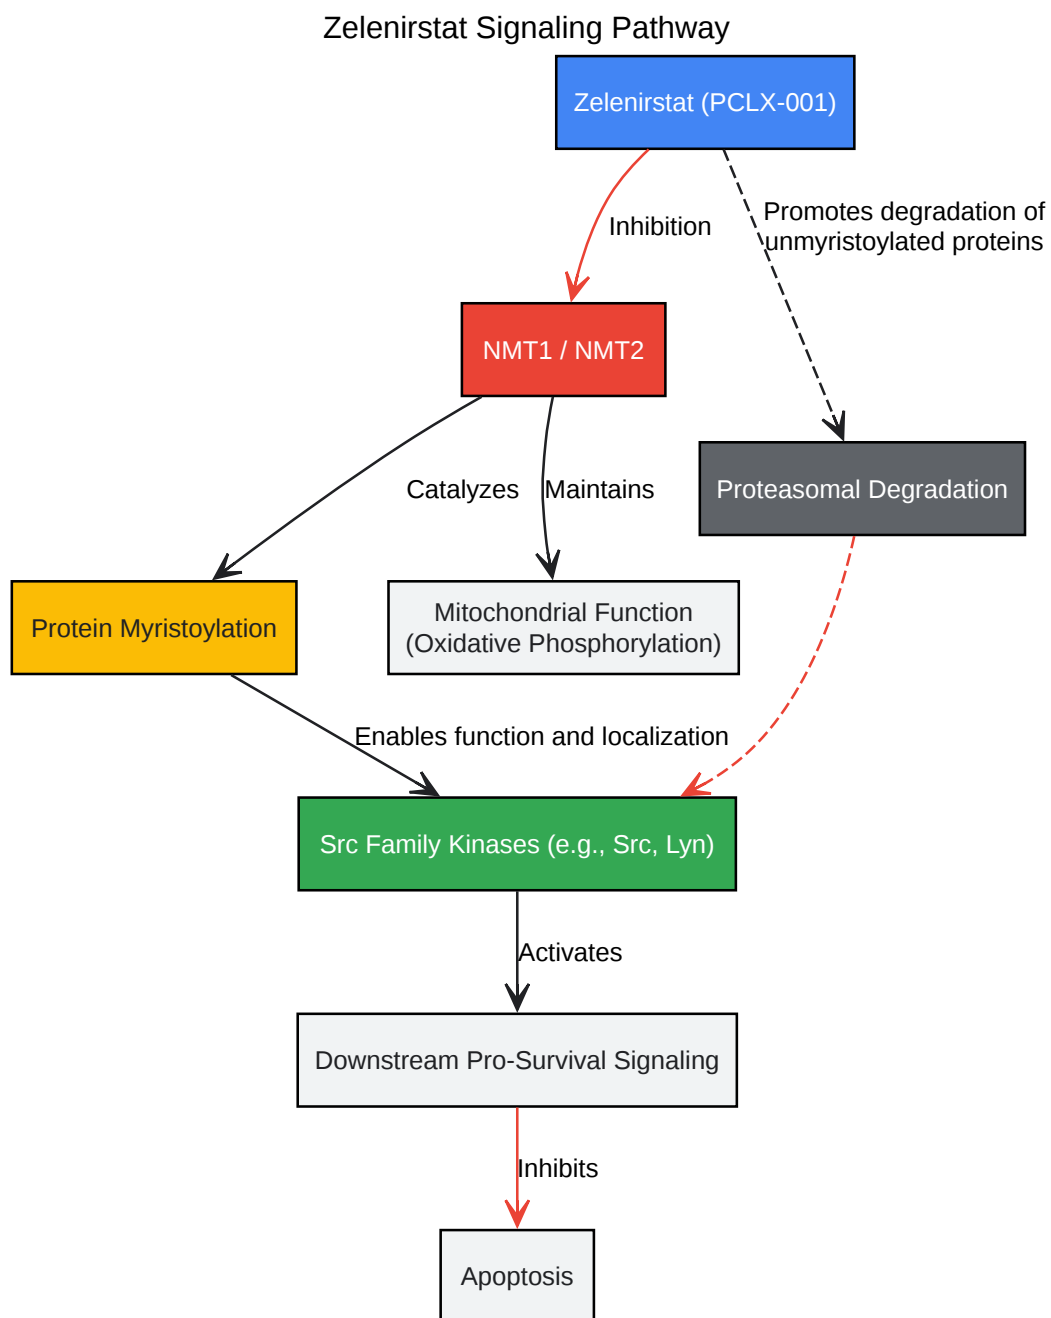 Zelenirstat Signaling Pathway
Zelenirstat (PCLX-001)
Inhibition
Promotes degradation of
unmyristoylated proteins
NMT1 / NMT2
Catalyzes
Maintains
Proteasomal Degradation
Protein Myristoylation
Mitochondrial Function
(Oxidative Phosphorylation)
Enables function and localization
Src Family Kinases (e.g., Src, Lyn)
Activates
Downstream Pro-Survival Signaling
Inhibits
Apoptosis